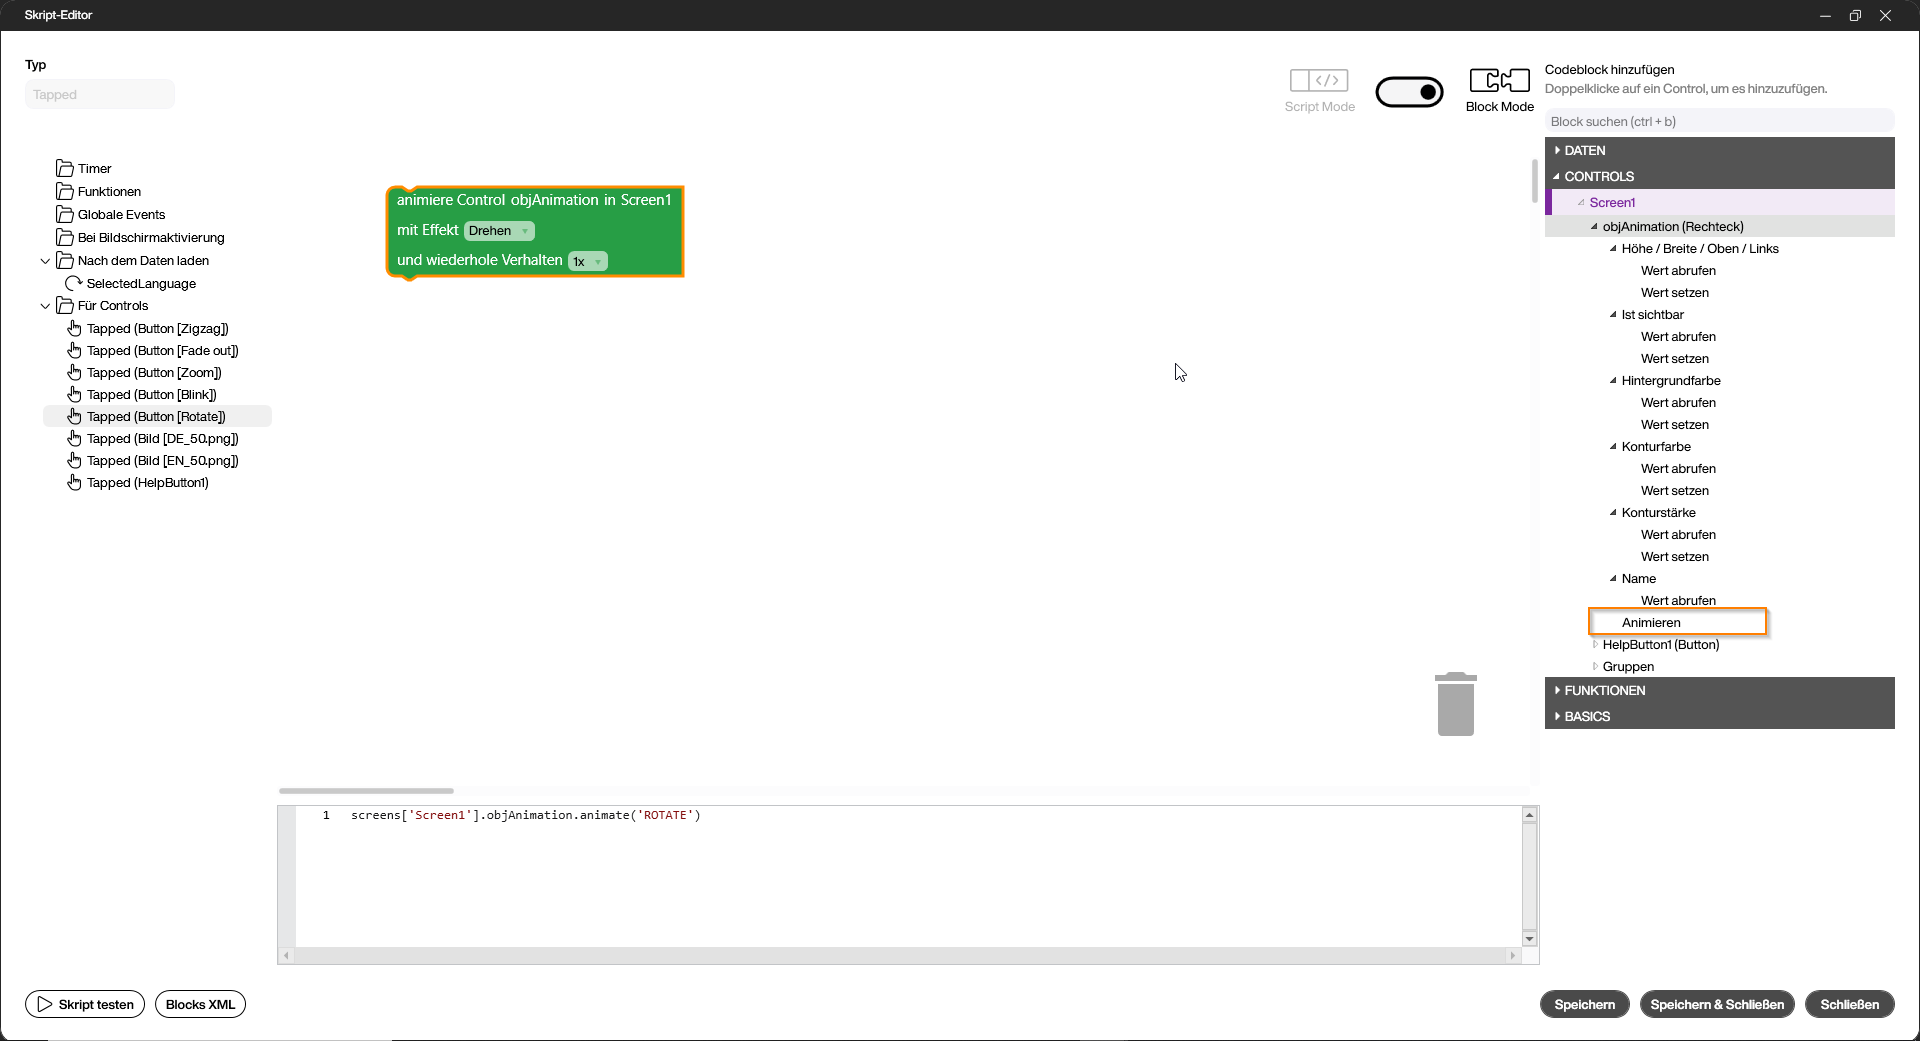 Skript-Editor
Typ
Tapped
Script Mode
Block Mode
Codeblock hinzufügen
Doppelklicke auf ein Control, um es hinzuzufügen.
Block suchen (ctrl + b)
Timer
Funktionen
Globale Events
Bei Bildschirmaktivierung
Nach dem Daten laden
SelectedLanguage
Für Controls
Tapped (Button [Zigzag])
Tapped (Button [Fade out])
Tapped (Button [Zoom])
Tapped (Button [Blink])
Tapped (Button [Rotate])
Tapped (Bild [DE_50.png])
Tapped (Bild [EN_50.png])
Tapped (HelpButton1)
animiere Control objAnimation in Screen1
mit Effekt Drehen
und wiederhole Verhalten 1x
DATEN
CONTROLS
Screen1
objAnimation (Rechteck)
Höhe / Breite / Oben / Links
Wert abrufen
Wert setzen
Ist sichtbar
Wert abrufen
Wert setzen
Hintergrundfarbe
Wert abrufen
Wert setzen
Konturfarbe
Wert abrufen
Wert setzen
Konturstärke
Wert abrufen
Wert setzen
Name
Wert abrufen
Animieren
HelpButton1 (Button)
Gruppen
FUNKTIONEN
BASICS
1 screens['Screen1'].objAnimation.animate('ROTATE')
Skript testen
Blocks XML
Speichern
Speichern & Schließen
Schließen